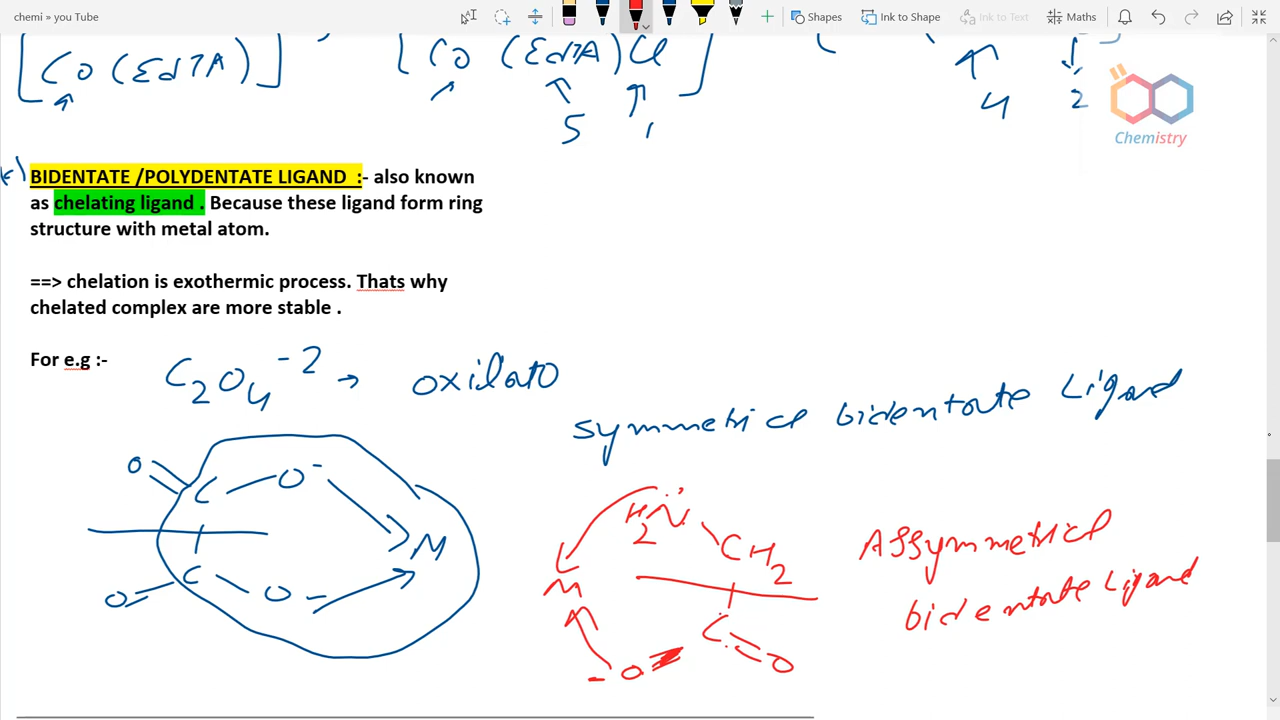 chemi » you Tube
Shapes
Ink to Shape
Ink to Text
Maths
[CO (EdTA)]
[CO (EdTA) Cl]
5
1
4
2
Chemistry
BIDENTATE /POLYDENTATE LIGAND :- also known
as chelating ligand . Because these ligand form ring
structure with metal atom.
==> chelation is exothermic process. Thats why
chelated complex are more stable .
For e.g :-
C2O4 -2 → oxilato
symmetrical bidentate Ligand
O
C
O-
M
C
O
O-
H2N
CH2
M
C
O
-O
Assymmetrical
bidentate Ligand